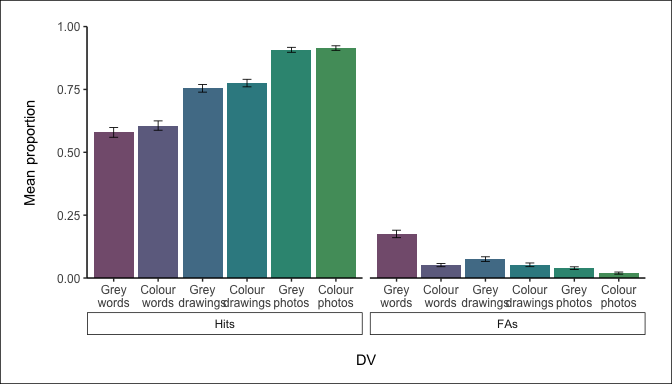 1.00
0.75
0.50
0.25
0.00
Mean proportion
Grey words
Colour words
Grey drawings
Colour drawings
Grey photos
Colour photos
Grey words
Colour words
Grey drawings
Colour drawings
Grey photos
Colour photos
Hits
FAs
DV